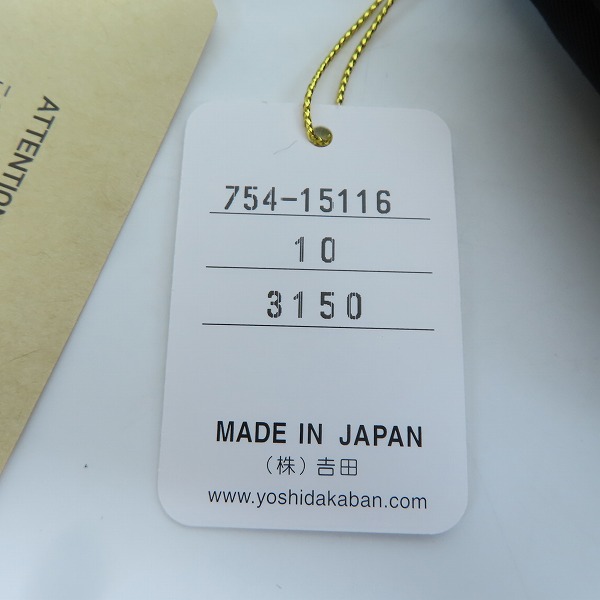 ATTENTION
754-15116
10
3150
MADE IN JAPAN
(株)吉田
www.yoshidakaban.com